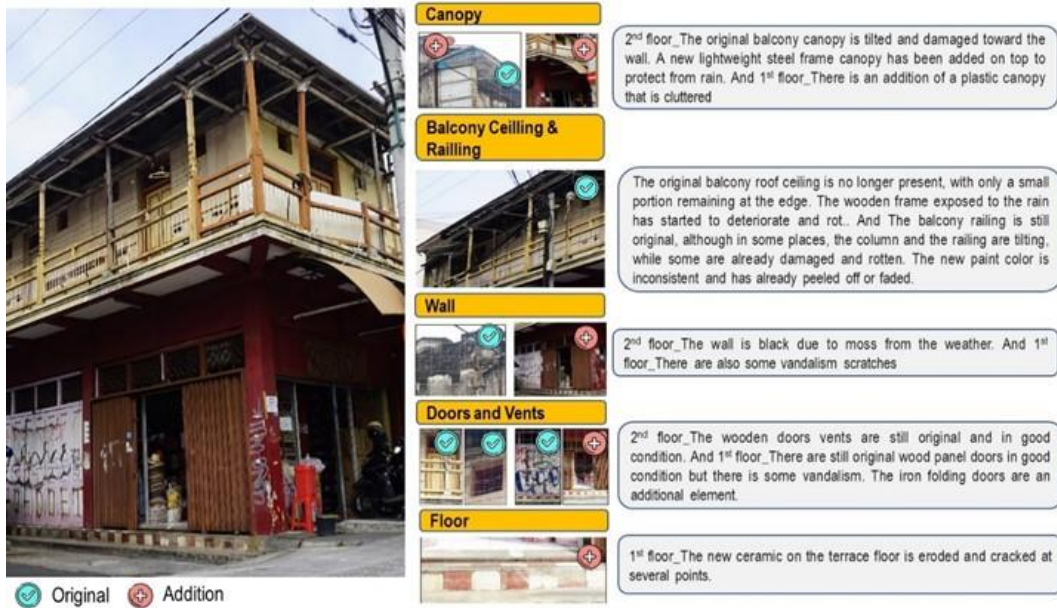 Canopy
2nd floor_The original balcony canopy is tilted and damaged toward the
wall. A new lightweight steel frame canopy has been added on top to
protect from rain. And 1st floor_There is an addition of a plastic canopy
that is cluttered
Balcony Ceilling &
Railling
The original balcony roof ceiling is no longer present, with only a small
portion remaining at the edge. The wooden frame exposed to the rain
has started to deteriorate and rot.. And The balcony railing is still
original, although in some places, the column and the railing are tilting,
while some are already damaged and rotten. The new paint color is
inconsistent and has already peeled off or faded.
Wall
2nd floor_The wall is black due to moss from the weather. And 1st
floor_There are also some vandalism scratches
Doors and Vents
2nd floor_The wooden doors vents are still original and in good
condition. And 1st floor_There are still original wood panel doors in good
condition but there is some vandalism. The iron folding doors are an
additional element.
Floor
1st floor_The new ceramic on the terrace floor is eroded and cracked at
several points.
Original
Addition